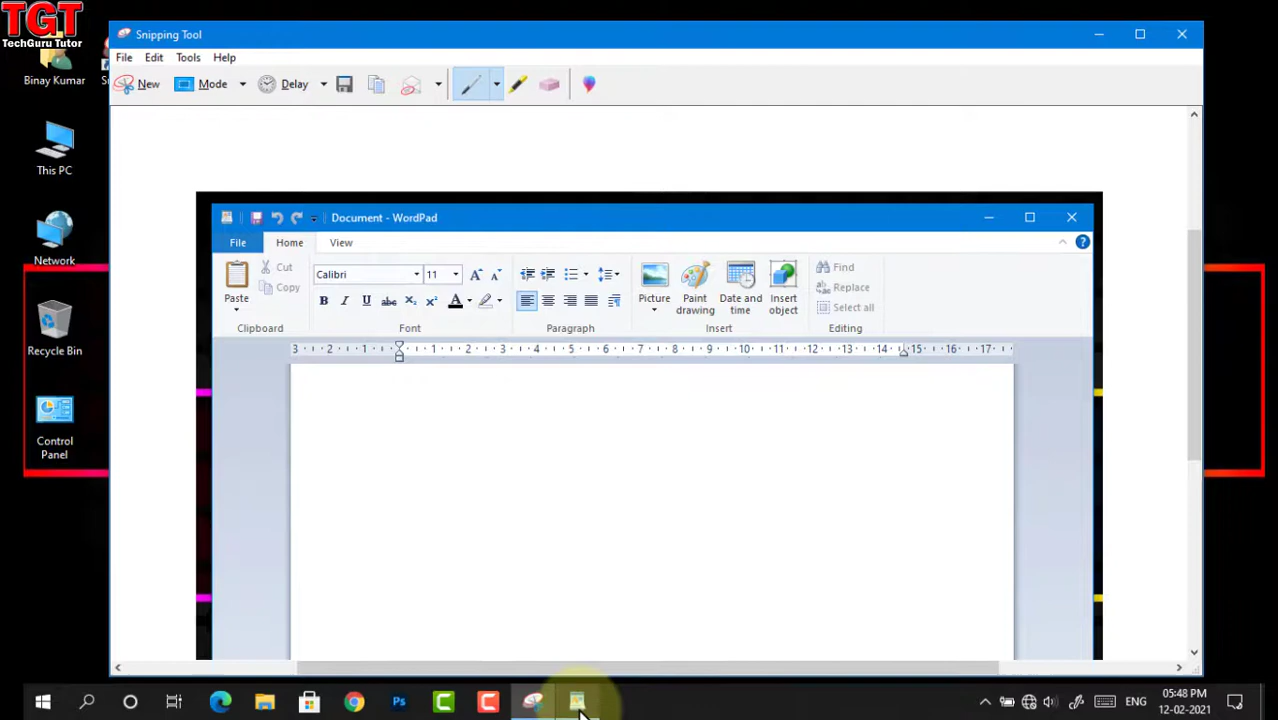 TGT
TechGuru Tutor
Snipping Tool
File Edit Tools Help
New Mode Delay
Binay Kumar
This PC
Network
Recycle Bin
Control
Panel
Document - WordPad
File Home View
Paste
Cut
Copy
Clipboard
Calibri 11
Font
Paragraph
Picture
Paint
drawing
Date and
time
Insert
object
Insert
Find
Replace
Select all
Editing
3 2 1 1 2 3 4 5 6 7 8 9 10 11 12 13 14 15 16 17
Ps
ENG
05:48 PM
12-02-2021